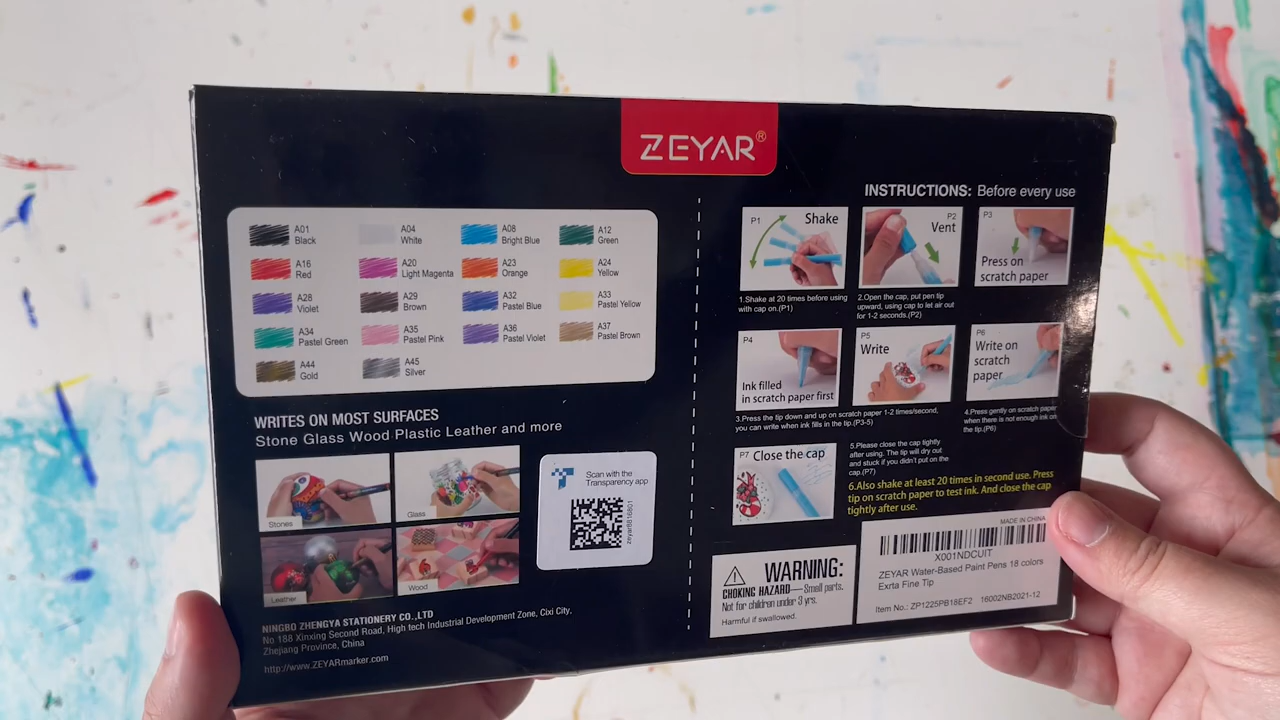 ZEYAR®
A01
Black
A04
White
A08
Bright Blue
A12
Green
A16
Red
A20
Light Magenta
A23
Orange
A24
Yellow
A28
Violet
A29
Brown
A32
Pastel Blue
A33
Pastel Yellow
A34
Pastel Green
A35
Pastel Pink
A36
Pastel Violet
A37
Pastel Brown
A44
Gold
A45
Silver
WRITES ON MOST SURFACES
Stone Glass Wood Plastic Leather and more
Stones
Glass
Leather
Wood
Scan with the
Transparency app
zeyar8816801
NINGBO ZHENGYA STATIONERY CO.,LTD
No 188 Xinxing Second Road, High tech Industrial Development Zone, Cixi City,
Zhejiang Province, China
http://www.ZEYARmarker.com
INSTRUCTIONS: Before every use
P1
Shake
P2
Vent
P3
Press on
scratch paper
1.Shake at 20 times before using
with cap on.(P1)
2.Open the cap, put pen tip
upward, using cap to let air out
for 1-2 seconds.(P2)
P4
Ink filled
in scratch paper first
P5
Write
P6
Write on
scratch
paper
3.Press the tip down and up on scratch paper 1-2 times/second,
you can write when ink fills in the tip.(P3-5)
4.Press gently on scratch paper
when there is not enough ink on
the tip.(P6)
P7
Close the cap
5.Please close the cap tightly
after using. The tip will dry out
and stuck if you didn't put on the
cap.(P7)
6.Also shake at least 20 times in second use. Press
tip on scratch paper to test ink. And close the cap
tightly after use.
WARNING:
CHOKING HAZARD— Small parts.
Not for children under 3 yrs.
Harmful if swallowed.
MADE IN CHINA
X001NDCUIT
ZEYAR Water-Based Paint Pens 18 colors
Exrta Fine Tip
Item No.: ZP1225PB18EF2 16002NB2021-12